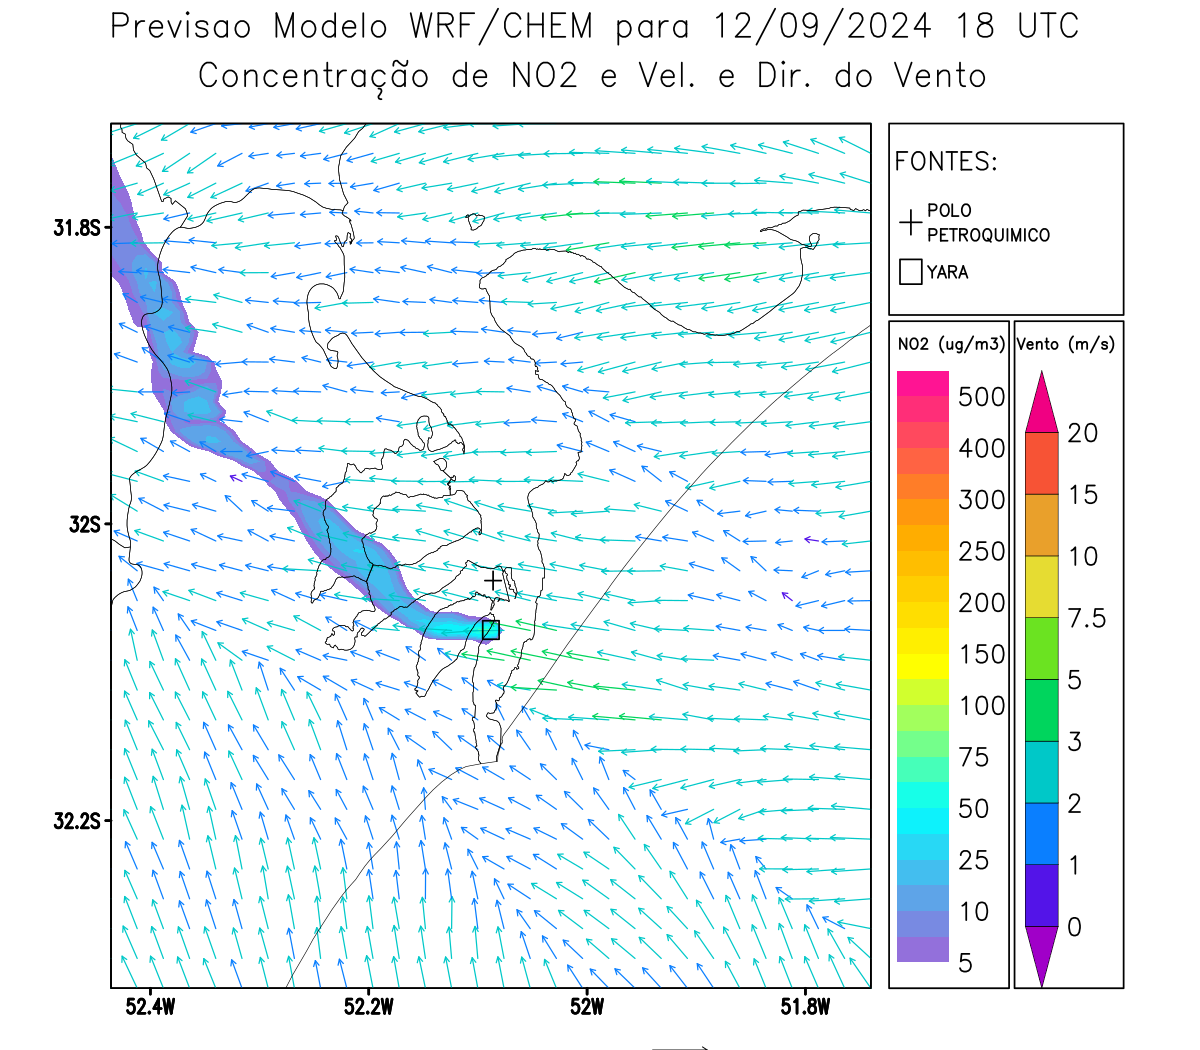 Previsao Modelo WRF/CHEM para 12/09/2024 18 UTC
Concentração de NO2 e Vel. e Dir. do Vento
FONTES:
POLO
PETROQUIMICO
YARA
NO2 (ug/m3)
500
400
300
250
200
150
100
75
50
25
10
5
Vento (m/s)
20
15
10
7.5
5
3
2
1
0
31.8S
32S
32.2S
52.4W 52.2W 52W 51.8W